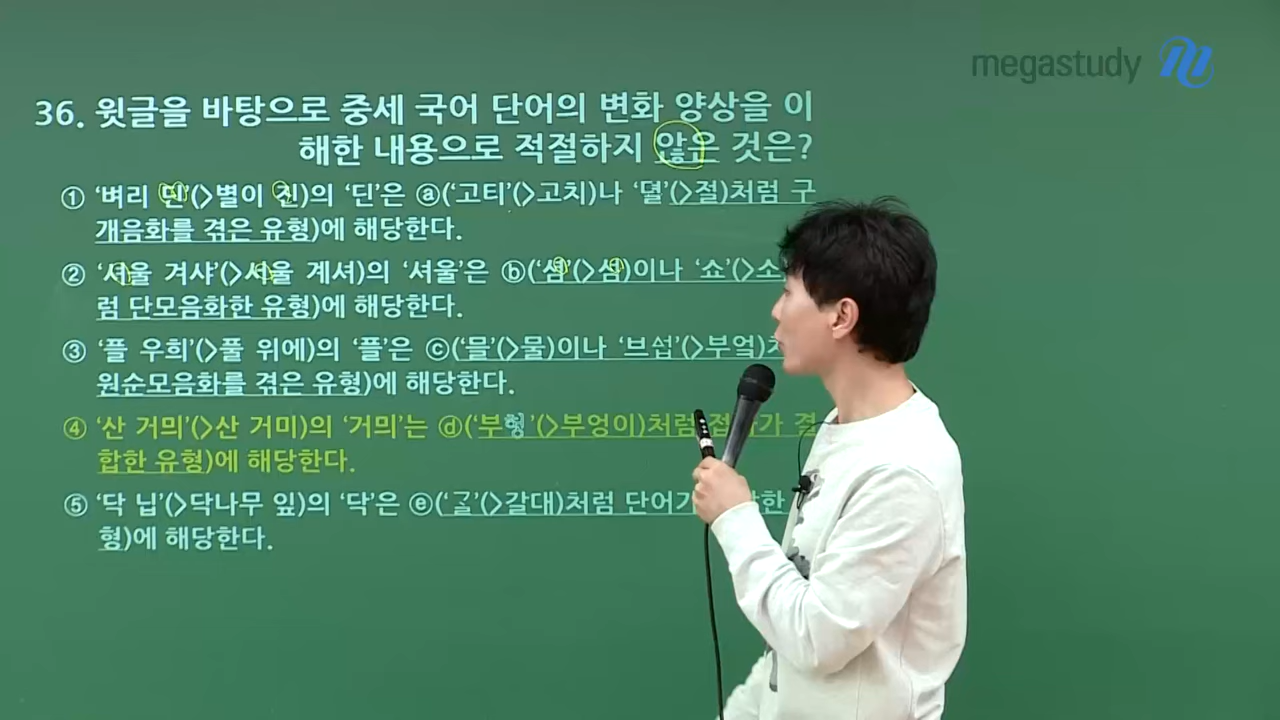 megastudy
36. 윗글을 바탕으로 중세 국어 단어의 변화 양상을 이
해한 내용으로 적절하지 않은 것은?
① ‘벼리 딘’(>별이 진)의 ‘딘’은 ⓐ(‘고티’(>고치)나 ‘뎔’(>절)처럼 구
개음화를 겪은 유형)에 해당한다.
② ‘셔울 겨샤’(>서울 계셔)의 ‘셔울’은 ⓑ(‘셤’(>섬)이나 ‘쇼’(>소
럼 단모음화한 유형)에 해당한다.
③ ‘플 우희’(>풀 위에)의 ‘플’은 ⓒ(‘믈’(>물)이나 ‘브섭’(>부엌)
원순모음화를 겪은 유형)에 해당한다.
④ ‘산 거믜’(>산 거미)의 ‘거믜’는 ⓓ(‘부헝’(>부엉이)처럼 가 결
합한 유형)에 해당한다.
⑤ ‘닥 닙’(>닥나무 잎)의 ‘닥’은 ⓔ(‘ᄀᆞᆯ’(>갈대)처럼 단어가 한
형)에 해당한다.